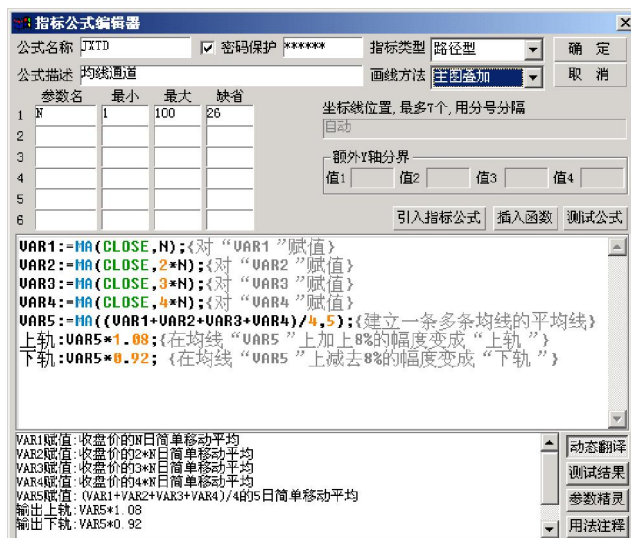 指标公式编辑器
公式名称 JXTD 密码保护 ****** 指标类型 路径型 确 定
公式描述 均线通道 画线方法 主图叠加 取 消
参数名 最小 最大 缺省
1 N 1 100 26
坐标线位置, 最多7个, 用分号分隔
自动
2
3
额外Y轴分界
4
值1 值2 值3 值4
5
6
引入指标公式 插入函数 测试公式
VAR1:=MA(CLOSE,N);{对“VAR1”赋值}
VAR2:=MA(CLOSE,2*N);{对“VAR2”赋值}
VAR3:=MA(CLOSE,3*N);{对“VAR3”赋值}
VAR4:=MA(CLOSE,4*N);{对“VAR4”赋值}
VAR5:=MA((VAR1+VAR2+VAR3+VAR4)/4,5);{建立一条多条均线的平均线}
上轨:VAR5*1.08;{在均线“VAR5”上加上8%的幅度变成“上轨”}
下轨:VAR5*0.92; {在均线“VAR5”上减去8%的幅度变成“下轨”}
VAR1赋值:收盘价的N日简单移动平均
VAR2赋值:收盘价的2*N日简单移动平均
VAR3赋值:收盘价的3*N日简单移动平均
VAR4赋值:收盘价的4*N日简单移动平均
VAR5赋值:(VAR1+VAR2+VAR3+VAR4)/4的5日简单移动平均
输出上轨:VAR5*1.08
输出下轨:VAR5*0.92
动态翻译
测试结果
参数精灵
用法注释